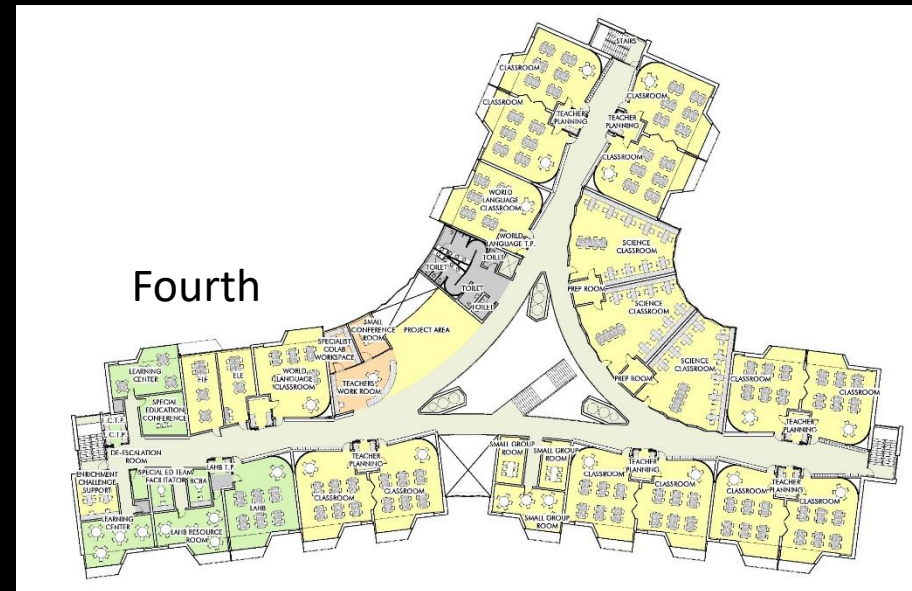 Fourth
STAIRS
CLASSROOM
CLASSROOM
CLASSROOM
TEACHER
PLANNING
TEACHER
PLANNING
CLASSROOM
WORLD
LANGUAGE
CLASSROOM
WORLD
LANGUAGE T.P.
TOILET
TOILET
TOILET
TOILET
SCIENCE
CLASSROOM
PREP ROOM
SCIENCE
CLASSROOM
SCIENCE
CLASSROOM
PREP ROOM
SMALL
CONFERENCE
ROOM
PROJECT AREA
SPECIALIST
COLAB
WORKSPACE
TEACHERS
WORK ROOM
LEARNING
CENTER
ELE
WORLD
LANGUAGE
CLASSROOM
SPECIAL
EDUCATION
CONFERENCE
DE-ESCALATION
ROOM
ENRICHMENT
CHALLENGE
SUPPORT
SPECIAL ED TEAM
FACILITATOR
BCBA
LAHB T.P.
LAHB
LEARNING
CENTER
LAHB RESOURCE
ROOM
TEACHER
PLANNING
CLASSROOM
CLASSROOM
SMALL GROUP
ROOM
SMALL GROUP
ROOM
SMALL GROUP
ROOM
CLASSROOM
TEACHER
PLANNING
CLASSROOM
CLASSROOM
CLASSROOM
TEACHER
PLANNING
CLASSROOM
TEACHER
PLANNING
CLASSROOM